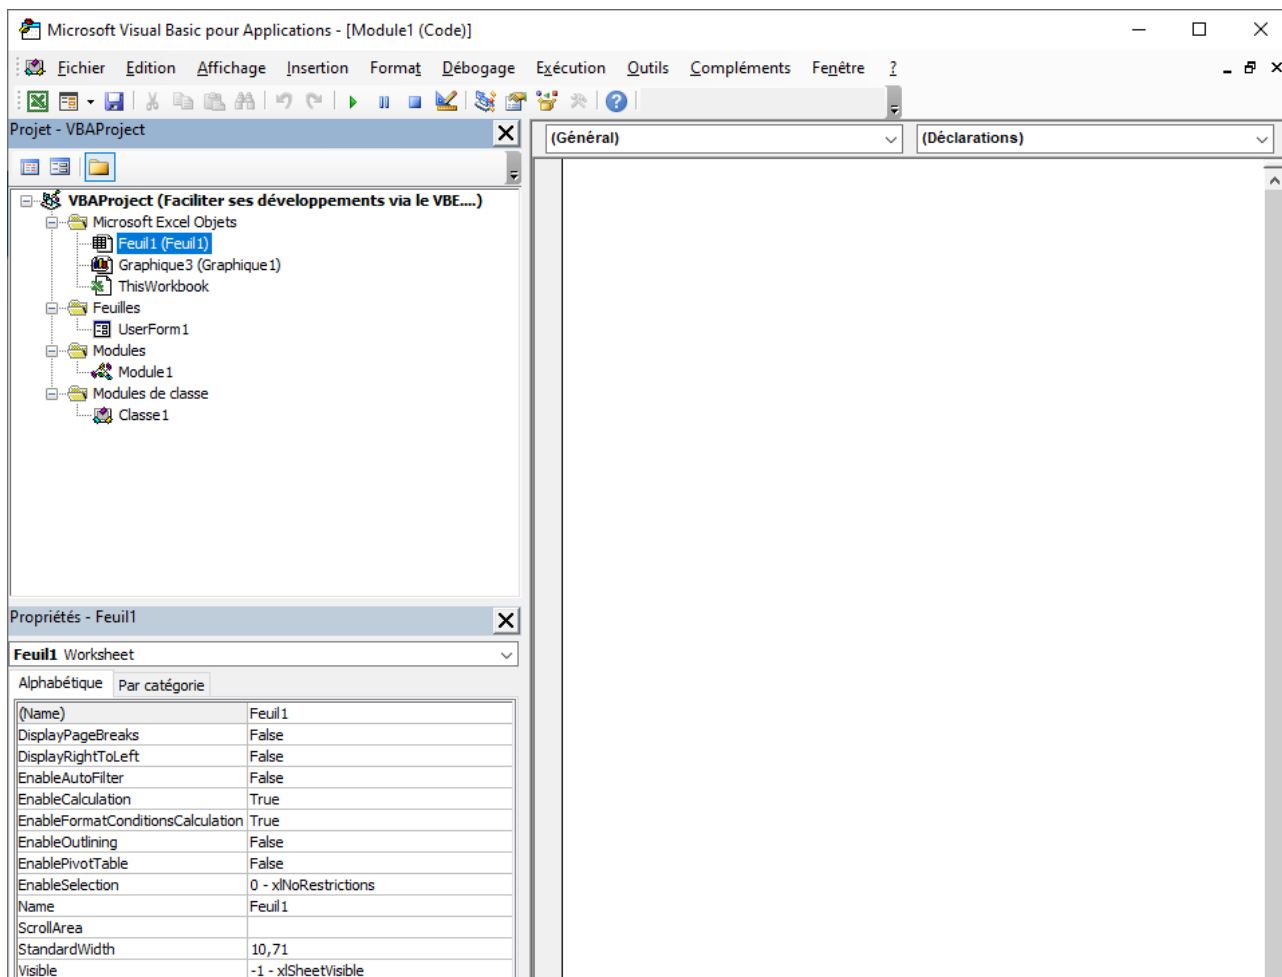 Microsoft Visual Basic pour Applications - [Module1 (Code)]
Fichier Edition Affichage Insertion Format Débogage Exécution Outils Compléments Fenêtre ?
Projet - VBAProject
(Général) (Déclarations)
VBAProject (Faciliter ses développements via le VBE....)
Microsoft Excel Objets
Feuil1 (Feuil1)
Graphique3 (Graphique1)
ThisWorkbook
Feuilles
UserForm1
Modules
Module1
Modules de classe
Classe1
Propriétés - Feuil1
Feuil1 Worksheet
Alphabétique Par catégorie
(Name) Feuil1
DisplayPageBreaks False
DisplayRightToLeft False
EnableAutoFilter False
EnableCalculation True
EnableFormatConditionsCalculation True
EnableOutlining False
EnablePivotTable False
EnableSelection 0 - xlNoRestrictions
Name Feuil1
ScrollArea
StandardWidth 10,71
Visible -1 - xlSheetVisible